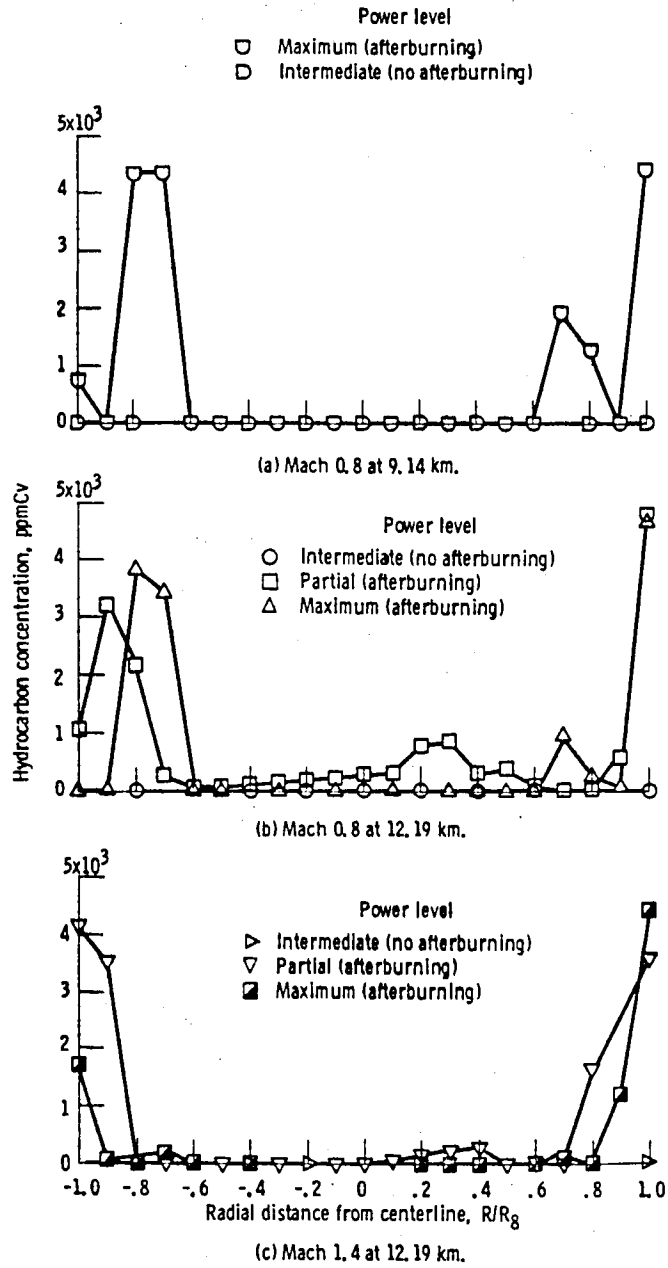 Power level
Maximum (afterburning)
Intermediate (no afterburning)
5x10³
4
3
2
1
0
(a) Mach 0.8 at 9.14 km.
Hydrocarbon concentration, ppmCv
5x10³
4
3
2
1
0
Power level
Intermediate (no afterburning)
Partial (afterburning)
Maximum (afterburning)
(b) Mach 0.8 at 12.19 km.
5x10³
4
3
2
1
0
Power level
Intermediate (no afterburning)
Partial (afterburning)
Maximum (afterburning)
-1.0 -.8 -.6 -.4 -.2 0 .2 .4 .6 .8 1.0
Radial distance from centerline, R/R₈
(c) Mach 1.4 at 12.19 km.